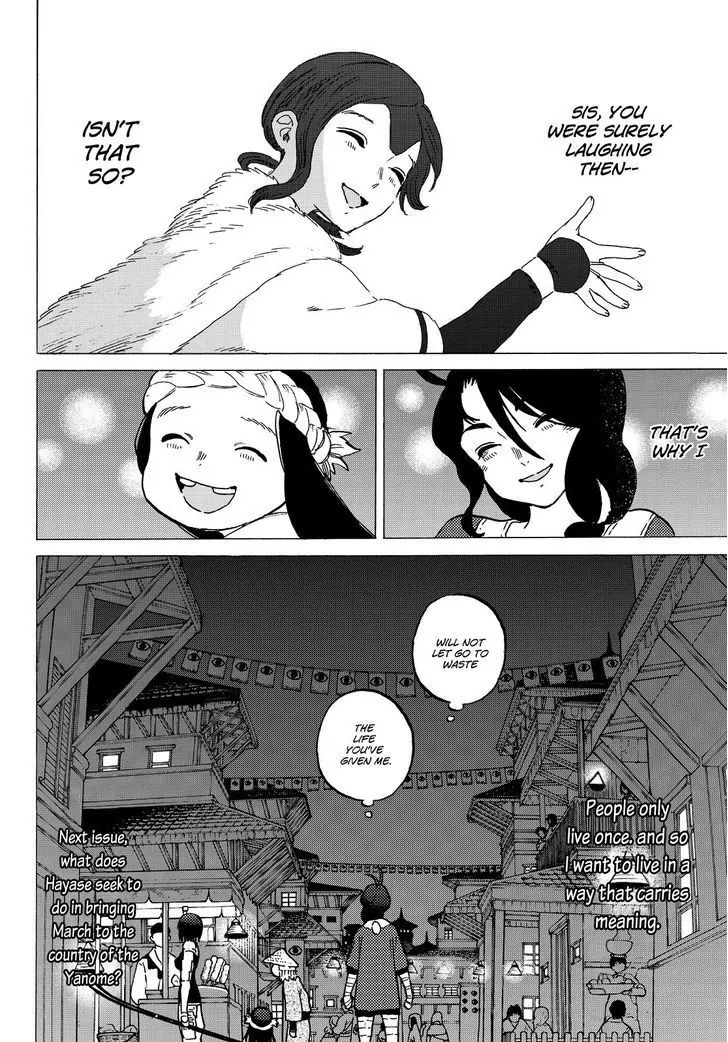 SIS, YOU
WERE SURELY
LAUGHING
THEN--
ISN'T
THAT
SO?
THAT'S
WHY I
WILL NOT
LET GO TO
WASTE
THE
LIFE
YOU'VE
GIVEN ME.
People only
live once. and so
I want to live in a
way that carries
meaning.
Next issue,
what does
Hayase seek to
do in bringing
March to the
country of the
Yanome?